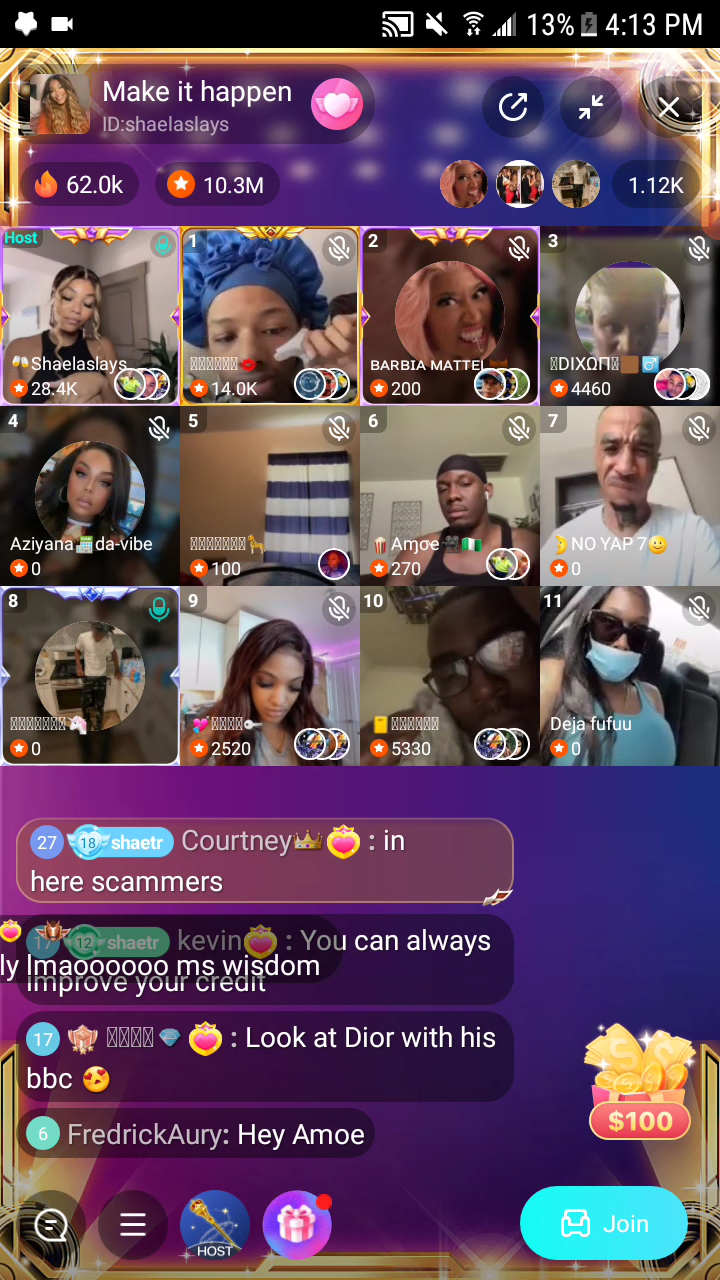 13% 4:13 PM
Make it happen
ID:shaelaslays
62.0k 10.3M 1.12K
Host
Shaelaslays
28.4K
1
14.0K
2
BARBIA MATTEL
200
3
DIXΩΠ
4460
4
Aziyana🏪da-vibe
0
5
100
6
🍿Aɱσҽ🎥🇳🇬
270
7
🌛NO YAP 7🌝
0
8
0
9
2520
10
5330
11
Deja fufuu
0
27 18 shaetr Courtney👑 : in
here scammers
17 12 shaetr kevin : You can always
improve your credit
ly lmaoooooo ms wisdom
17 💎 : Look at Dior with his
bbc 😍
6 FredrickAury: Hey Amoe
$100
HOST
Join